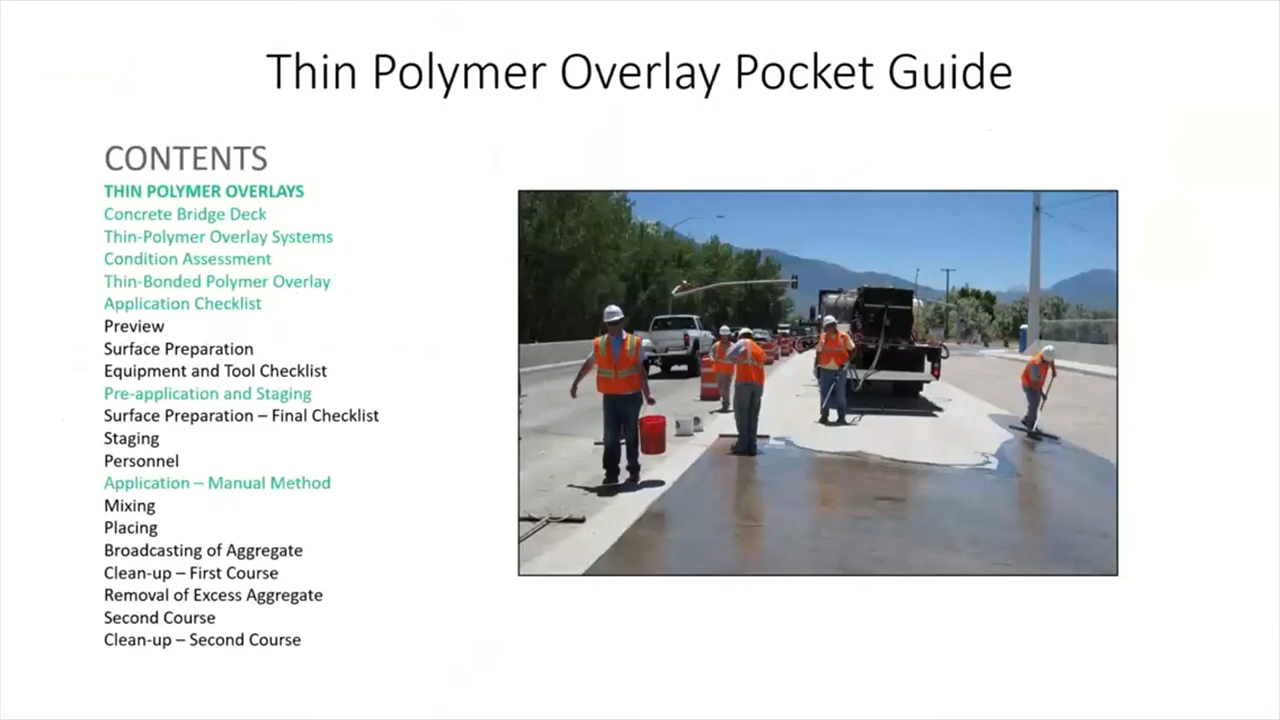 Thin Polymer Overlay Pocket Guide
CONTENTS
THIN POLYMER OVERLAYS
Concrete Bridge Deck
Thin-Polymer Overlay Systems
Condition Assessment
Thin-Bonded Polymer Overlay
Application Checklist
Preview
Surface Preparation
Equipment and Tool Checklist
Pre-application and Staging
Surface Preparation – Final Checklist
Staging
Personnel
Application – Manual Method
Mixing
Placing
Broadcasting of Aggregate
Clean-up – First Course
Removal of Excess Aggregate
Second Course
Clean-up – Second Course